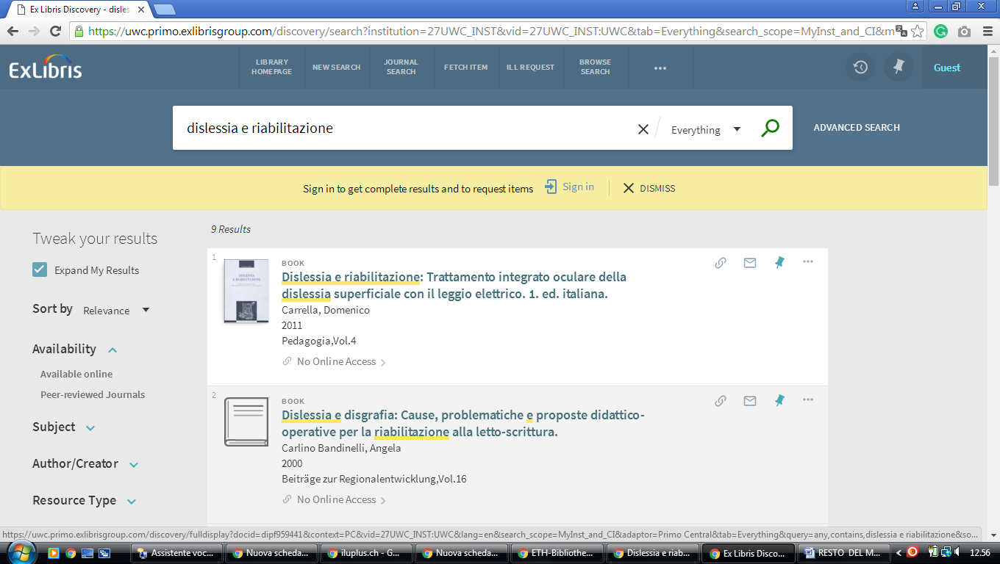 Ex Libris Discovery - disles
https://uwc.primo.exlibrisgroup.com/discovery/search?institution=27UWC_INST&vid=27UWC_INST:UWC&tab=Everything&search_scope=MyInst_and_CI&m
ExLibris
LIBRARY HOMEPAGE
NEW SEARCH
JOURNAL SEARCH
FETCH ITEM
ILL REQUEST
BROWSE SEARCH
Guest
dislessia e riabilitazione
Everything
ADVANCED SEARCH
Sign in to get complete results and to request items
Sign in
DISMISS
Tweak your results
Expand My Results
Sort by Relevance
Availability
Available online
Peer-reviewed Journals
Subject
Author/Creator
Resource Type
9 Results
1
DISLESSIA
E RIABILITAZIONE
BOOK
Dislessia e riabilitazione: Trattamento integrato oculare della
dislessia superficiale con il leggio elettrico. 1. ed. italiana.
Carrella, Domenico
2011
Pedagogia,Vol.4
No Online Access
2
BOOK
Dislessia e disgrafia: Cause, problematiche e proposte didattico-
operative per la riabilitazione alla letto-scrittura.
Carlino Bandinelli, Angela
2000
Beiträge zur Regionalentwicklung,Vol.16
No Online Access
https://uwc.primo.exlibrisgroup.com/discovery/fulldisplay?docid=dipf959441&context=PC&vid=27UWC_INST:UWC&lang=en&search_scope=MyInst_and_CI&adaptor=Primo Central&tab=Everything&query=any,contains,dislessia e riabilitazione&so...
Assistente voc...
Nuova scheda...
iluplus.ch - G...
Nuova scheda...
ETH-Bibliothe...
Dislessia e riab...
Ex Libris Disco...
RESTO DEL M...
12.56